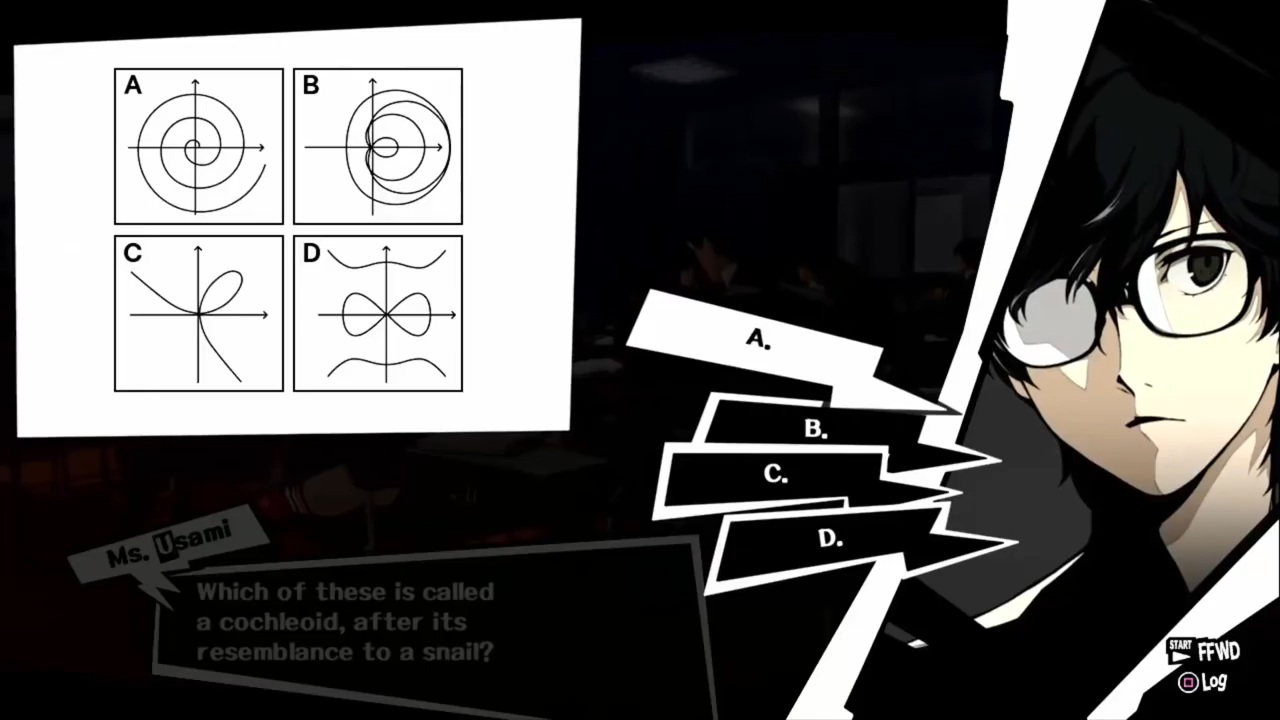 A
B
C
D
A.
B.
C.
D.
Ms. Usami
Which of these is called
a cochleoid, after its
resemblance to a snail?
START
FFWD
Log